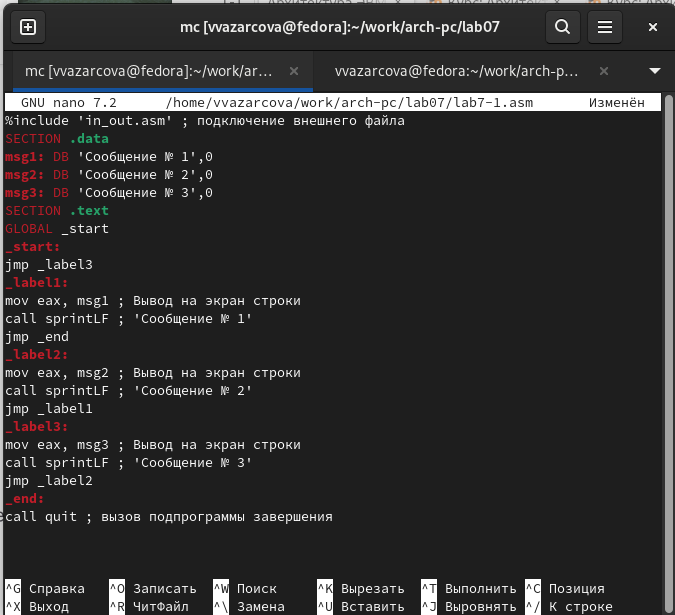 mc [vvazarcova@fedora]:~/work/arch-pc/lab07
mc [vvazarcova@fedora]:~/work/ar... × vvazarcova@fedora:~/work/arch-p... ×
GNU nano 7.2 /home/vvazarcova/work/arch-pc/lab07/lab7-1.asm Изменён
%include 'in_out.asm' ; подключение внешнего файла
SECTION .data
msg1: DB 'Сообщение № 1',0
msg2: DB 'Сообщение № 2',0
msg3: DB 'Сообщение № 3',0
SECTION .text
GLOBAL _start
_start:
jmp _label3
_label1:
mov eax, msg1 ; Вывод на экран строки
call sprintLF ; 'Сообщение № 1'
jmp _end
_label2:
mov eax, msg2 ; Вывод на экран строки
call sprintLF ; 'Сообщение № 2'
jmp _label1
_label3:
mov eax, msg3 ; Вывод на экран строки
call sprintLF ; 'Сообщение № 3'
jmp _label2
_end:
call quit ; вызов подпрограммы завершения
^G Справка ^O Записать ^W Поиск ^K Вырезать ^T Выполнить ^C Позиция
^X Выход ^R ЧитФайл ^\ Замена ^U Вставить ^J Выровнять ^/ К строке